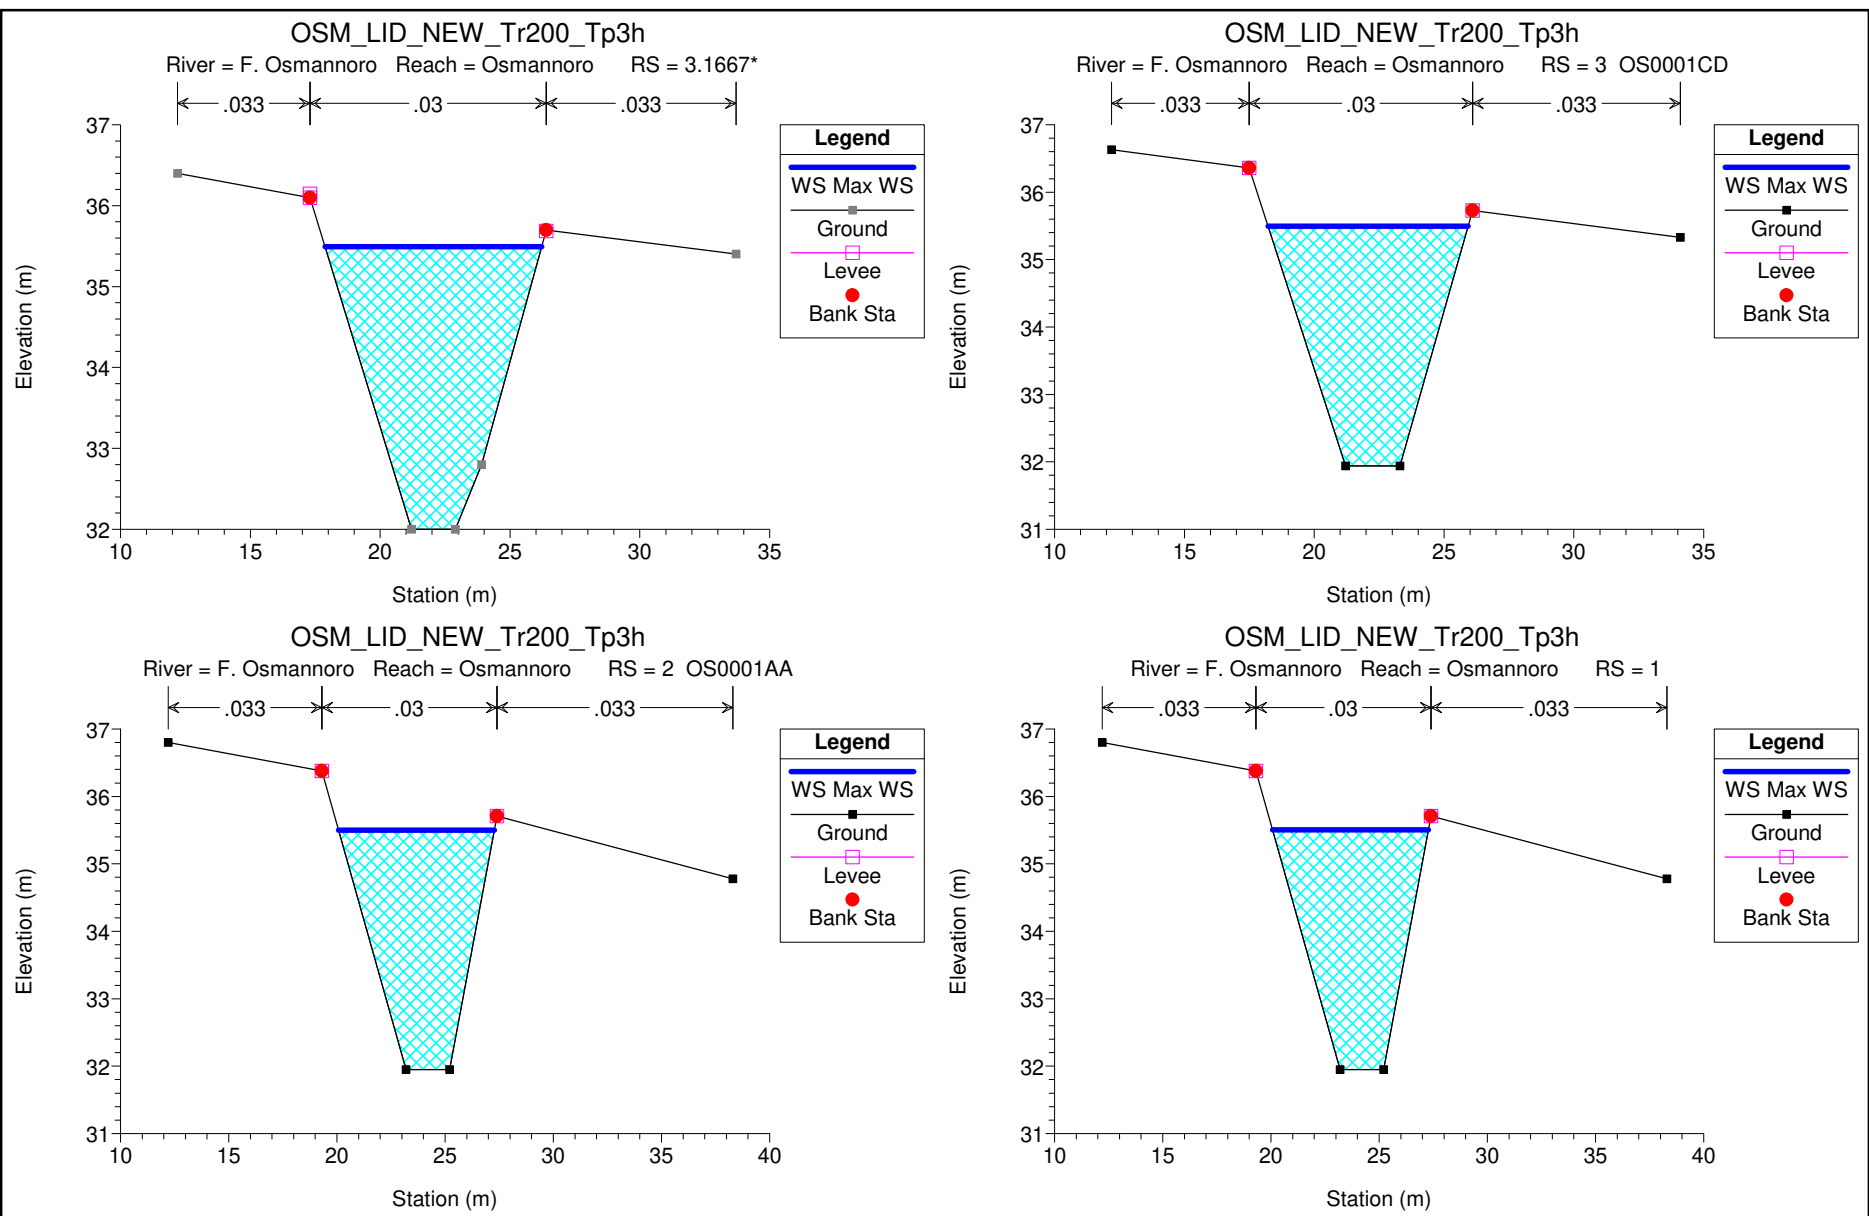 OSM_LID_NEW_Tr200_Tp3h
River = F. Osmannoro Reach = Osmannoro RS = 3.1667*
.033 .03 .033
37
36
35
34
33
32
10 15 20 25 30 35
Station (m)
Elevation (m)
Legend
WS Max WS
Ground
Levee
Bank Sta
OSM_LID_NEW_Tr200_Tp3h
River = F. Osmannoro Reach = Osmannoro RS = 3 OS0001CD
.033 .03 .033
37
36
35
34
33
32
31
10 15 20 25 30 35
Station (m)
Elevation (m)
Legend
WS Max WS
Ground
Levee
Bank Sta
OSM_LID_NEW_Tr200_Tp3h
River = F. Osmannoro Reach = Osmannoro RS = 2 OS0001AA
.033 .03 .033
37
36
35
34
33
32
31
10 15 20 25 30 35 40
Station (m)
Elevation (m)
Legend
WS Max WS
Ground
Levee
Bank Sta
OSM_LID_NEW_Tr200_Tp3h
River = F. Osmannoro Reach = Osmannoro RS = 1
.033 .03 .033
37
36
35
34
33
32
31
10 15 20 25 30 35 40
Station (m)
Elevation (m)
Legend
WS Max WS
Ground
Levee
Bank Sta